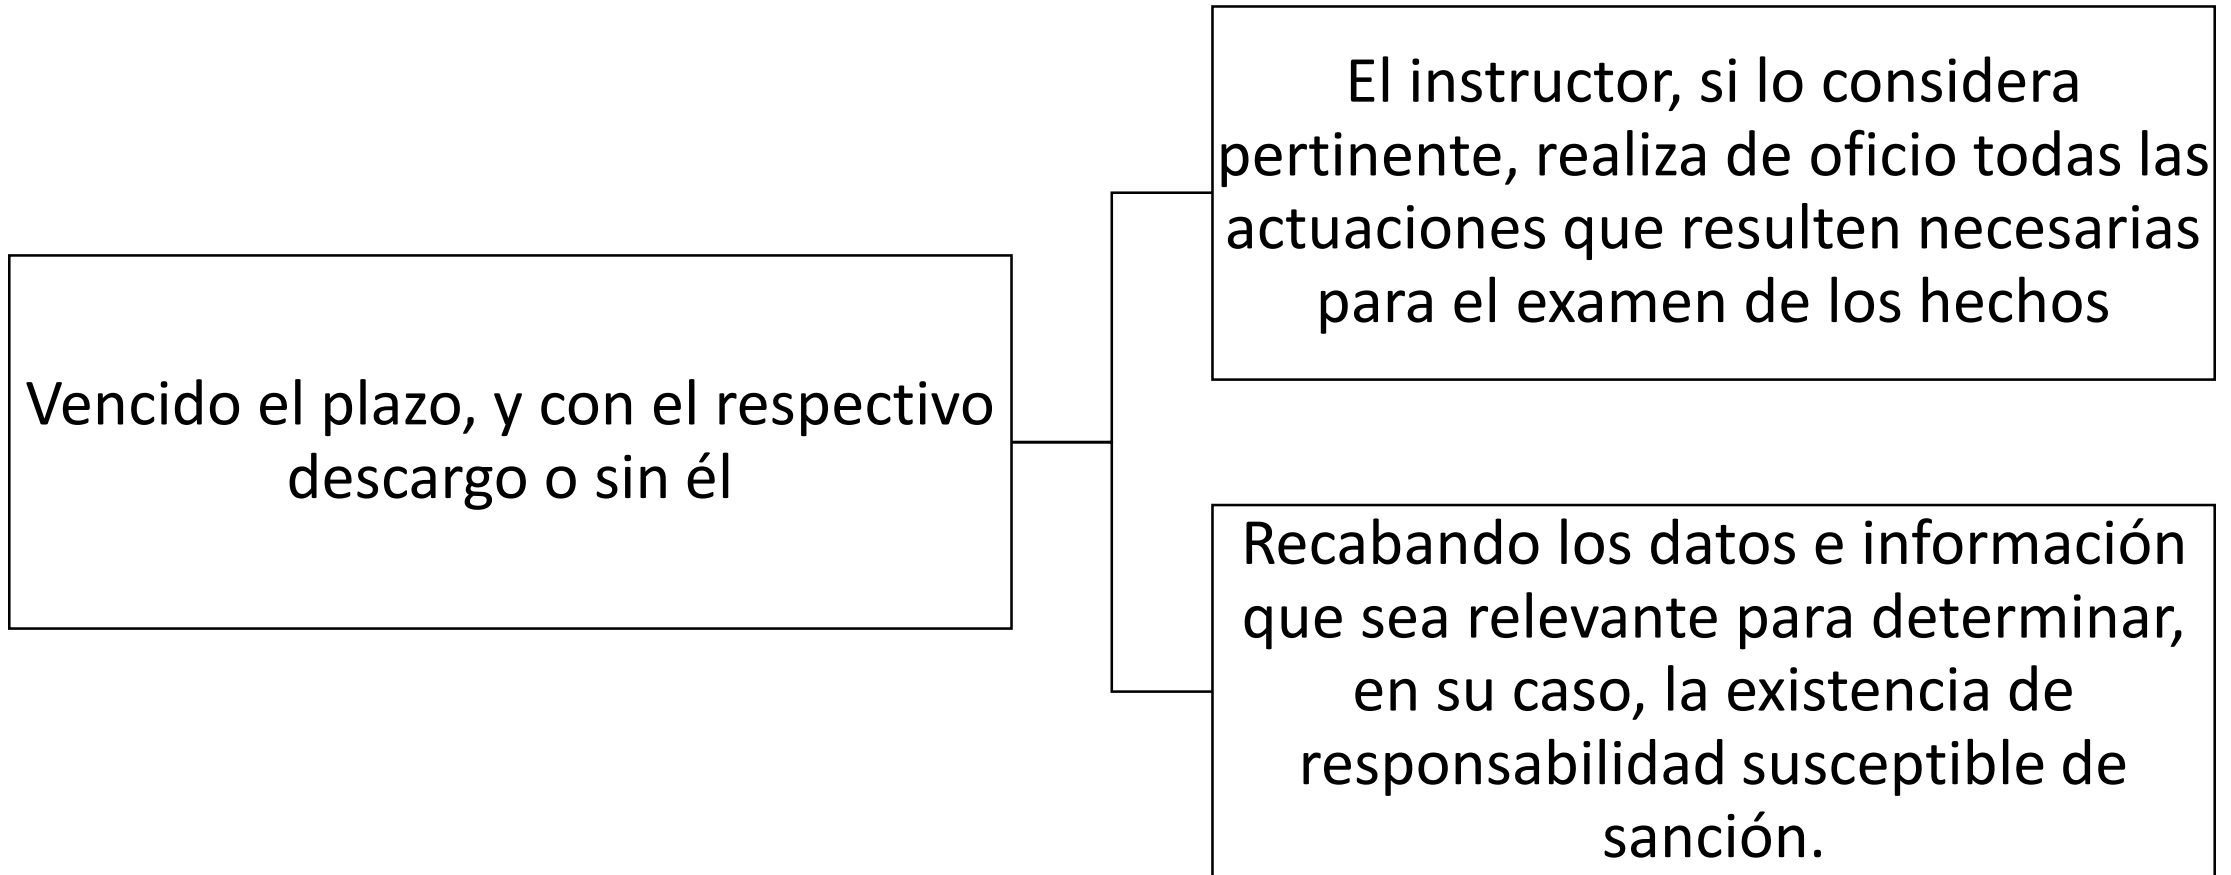 Vencido el plazo, y con el respectivo
descargo o sin él
El instructor, si lo considera
pertinente, realiza de oficio todas las
actuaciones que resulten necesarias
para el examen de los hechos
Recabando los datos e información
que sea relevante para determinar,
en su caso, la existencia de
responsabilidad susceptible de
sanción.